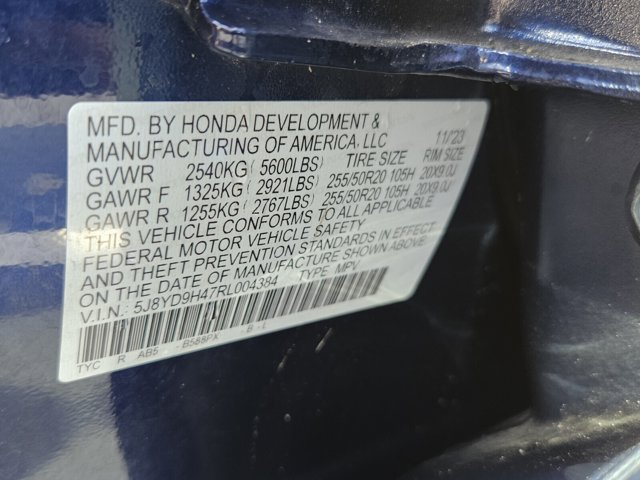 MFD. BY HONDA DEVELOPMENT &
MANUFACTURING OF AMERICA, LLC 11/23
GVWR 2540KG ( 5600LBS) TIRE SIZE RIM SIZE
GAWR F 1325KG ( 2921LBS) 255/50R20 105H 20X9.0J
GAWR R 1255KG ( 2767LBS) 255/50R20 105H 20X9.0J
THIS VEHICLE CONFORMS TO ALL APPLICABLE
FEDERAL MOTOR VEHICLE SAFETY
AND THEFT PREVENTION STANDARDS IN EFFECT
ON THE DATE OF MANUFACTURE SHOWN ABOVE.
V.I.N.: 5J8YD9H47RL004384 TYPE MPV
TYC R AB5 - B588PX - B - L